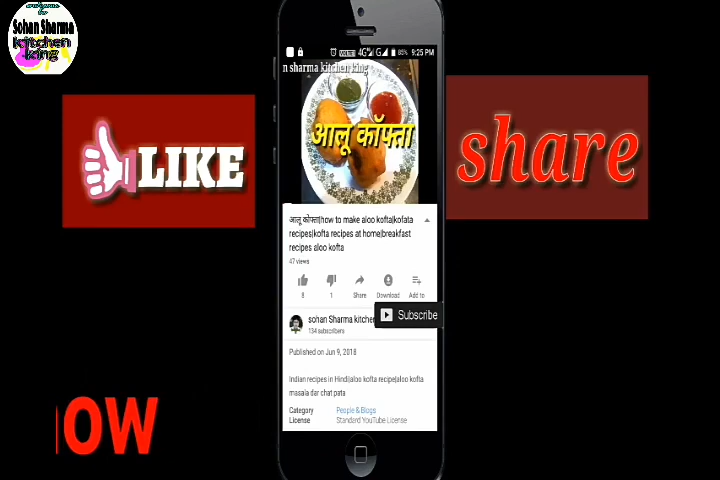 welcome
to
Sohan Sharma
kitchen
king
LIKE
share
9:25 PM
n sharma kitchen king
आलू कॉफ्ता
आलू कोफ्ता|how to make aloo kofta|kofata
recipes|kofta recipes at home|breakfast
recipes aloo kofta
47 views
8
1
Share
Download
Add to
Subscribe
sohan Sharma kitchen
134 subscribers
Published on Jun 9, 2018
Indian recipes in Hindi|aloo kofta recipe|aloo kofta
masala dar chat pata
Category
People & Blogs
License
Standard YouTube License
OW